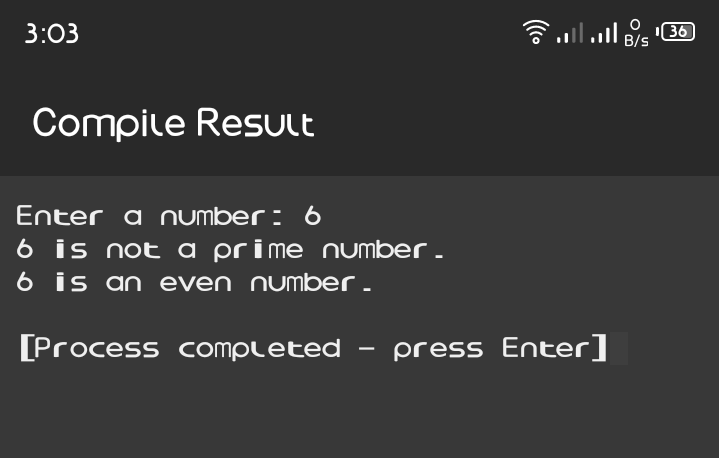 3:03
0
B/s
36
Compile Result
Enter a number: 6
6 is not a prime number.
6 is an even number.
[Process completed - press Enter]